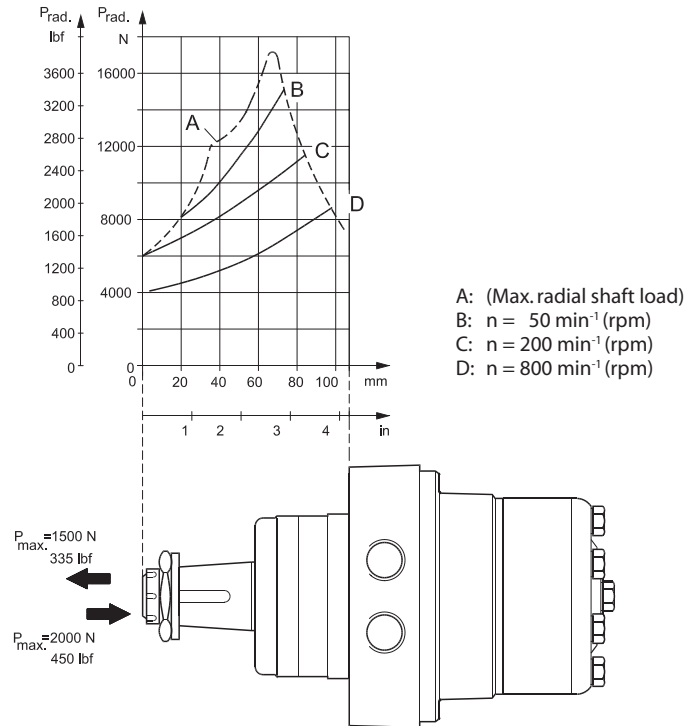 Prad. Prad.
lbf N
3600 16000
3200
2800 12000
2400
2000
1600 8000
1200
800 4000
400
0 0
0 20 40 60 80 100 mm
1 2 3 4 in
A
B
C
D
A: (Max. radial shaft load)
B: n = 50 min⁻¹ (rpm)
C: n = 200 min⁻¹ (rpm)
D: n = 800 min⁻¹ (rpm)
Pmax.=1500 N
335 lbf
Pmax.=2000 N
450 lbf